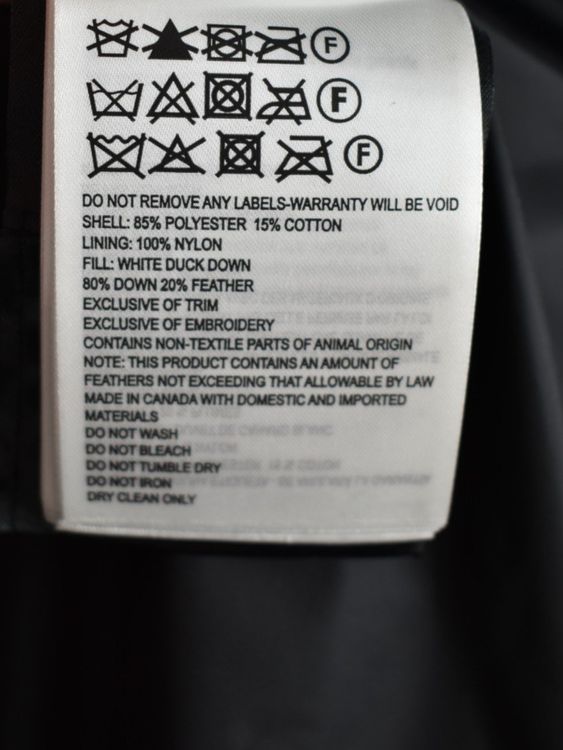 F
F
F
DO NOT REMOVE ANY LABELS-WARRANTY WILL BE VOID
SHELL: 85% POLYESTER 15% COTTON
LINING: 100% NYLON
FILL: WHITE DUCK DOWN
80% DOWN 20% FEATHER
EXCLUSIVE OF TRIM
EXCLUSIVE OF EMBROIDERY
CONTAINS NON-TEXTILE PARTS OF ANIMAL ORIGIN
NOTE: THIS PRODUCT CONTAINS AN AMOUNT OF
FEATHERS NOT EXCEEDING THAT ALLOWABLE BY LAW
MADE IN CANADA WITH DOMESTIC AND IMPORTED
MATERIALS
DO NOT WASH
DO NOT BLEACH
DO NOT TUMBLE DRY
DO NOT IRON
DRY CLEAN ONLY